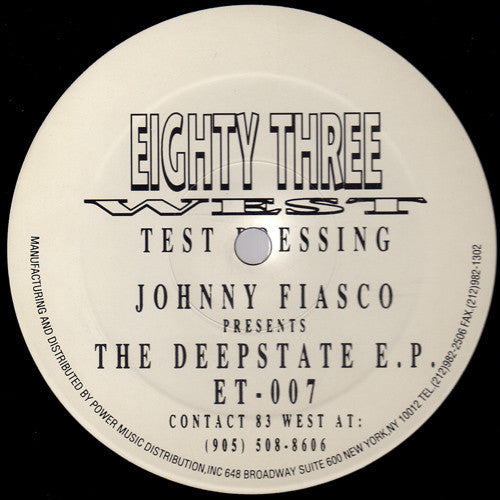 EIGHTY THREE
WEST
TEST PRESSING
JOHNNY FIASCO
PRESENTS
THE DEEPSTATE E.P.
ET-007
CONTACT 83 WEST AT:
(905) 508-8606
MANUFACTURING AND DISTRIBUTED BY POWER MUSIC DISTRIBUTION,INC 648 BROADWAY SUITE 600 NEW YORK,NY 10012 TEL.(212)982-2506 FAX.(212)982-1302